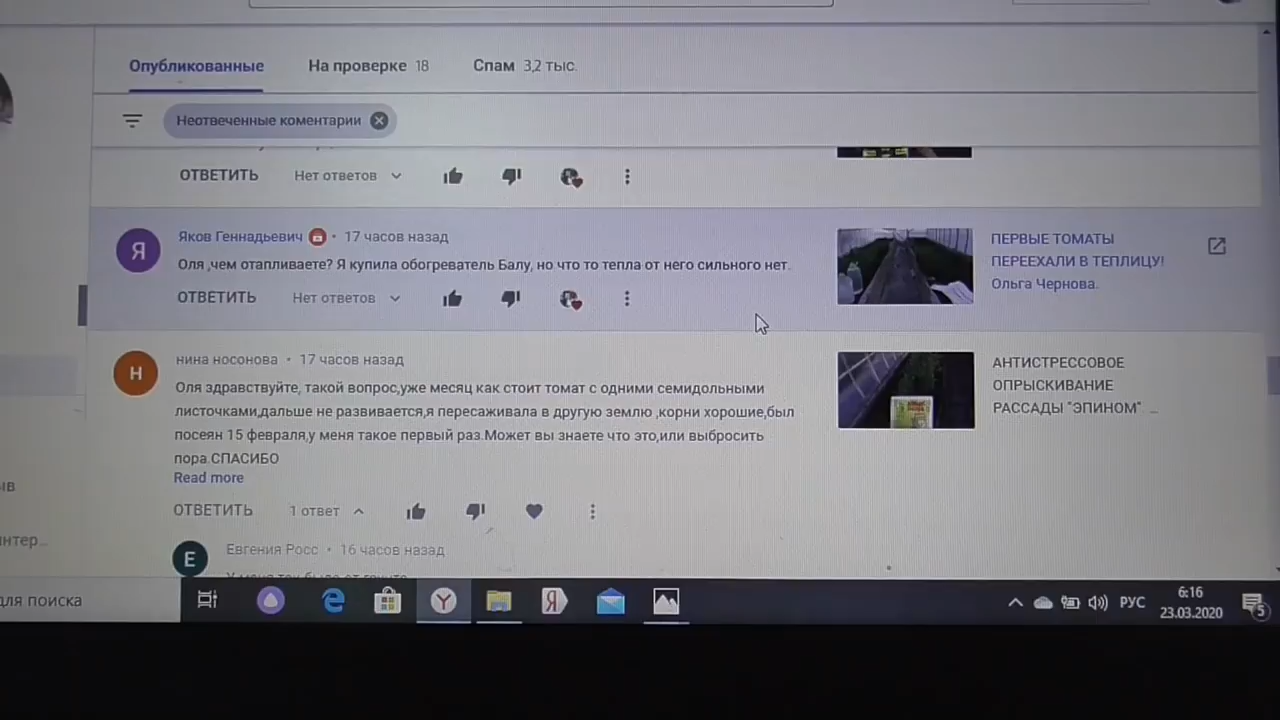 Опубликованные На проверке 18 Спам 3,2 тыс.
Неотвеченные коментарии
ОТВЕТИТЬ Нет ответов
Яков Геннадьевич • 17 часов назад
Оля ,чем отапливаете? Я купила обогреватель Балу, но что то тепла от него сильного нет.
ОТВЕТИТЬ Нет ответов
ПЕРВЫЕ ТОМАТЫ
ПЕРЕЕХАЛИ В ТЕПЛИЦУ!
Ольга Чернова.
нина носонова • 17 часов назад
Оля здравствуйте, такой вопрос,уже месяц как стоит томат с одними семидольными
листочками,дальше не развивается,я пересаживала в другую землю ,корни хорошие,был
посеян 15 февраля,у меня такое первый раз.Может вы знаете что это,или выбросить
пора.СПАСИБО
Read more
ОТВЕТИТЬ 1 ответ
АНТИСТРЕССОВОЕ
ОПРЫСКИВАНИЕ
РАССАДЫ "ЭПИНОМ" ...
Евгения Росс • 16 часов назад
Я
Н
Е
ыв
интер...
для поиска
РУС
6:16
23.03.2020
5